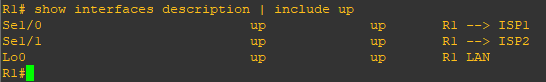 R1# show interfaces description | include up
Se1/0 up up R1 --> ISP1
Se1/1 up up R1 --> ISP2
Lo0 up up R1 LAN
R1#